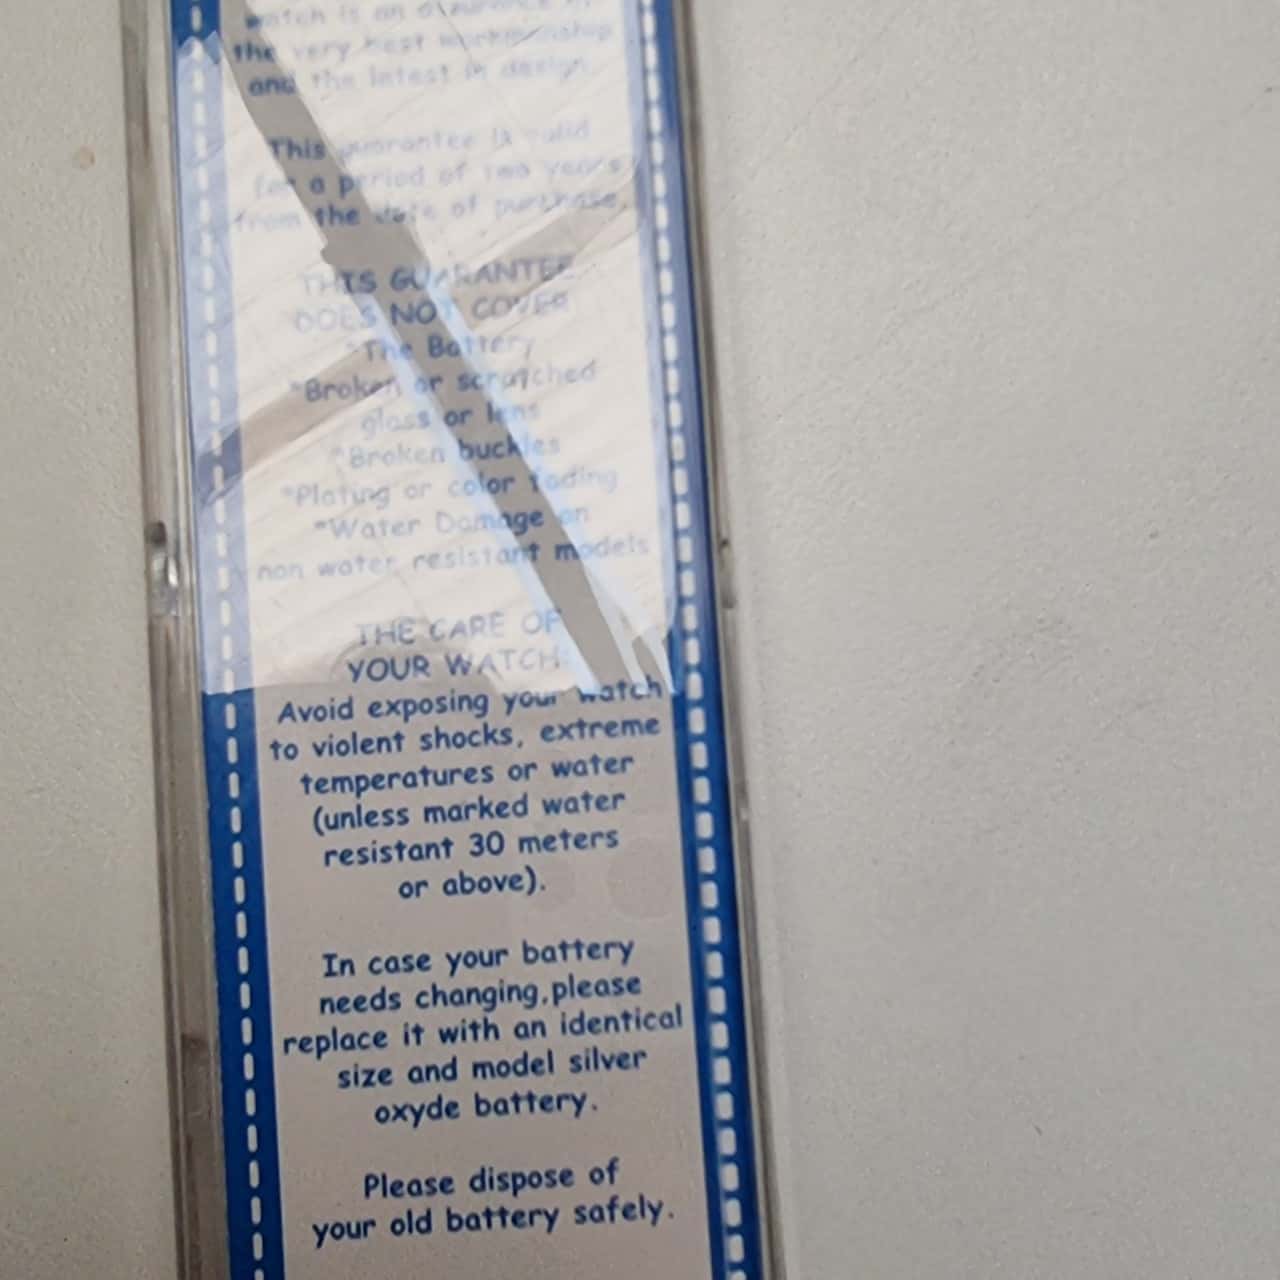 watch is an
the very best workmanship
and the latest in design.
This guarantee is valid
for a period of two years
from the date of purchase.
THIS GUARANTEE
DOES NOT COVER
*The Battery
*Broken or scratched
glass or lens
*Broken buckles
*Plating or color fading
*Water Damage on
non water resistant models
THE CARE OF
YOUR WATCH:
Avoid exposing your watch
to violent shocks, extreme
temperatures or water
(unless marked water
resistant 30 meters
or above).
In case your battery
needs changing,please
replace it with an identical
size and model silver
oxyde battery.
Please dispose of
your old battery safely.